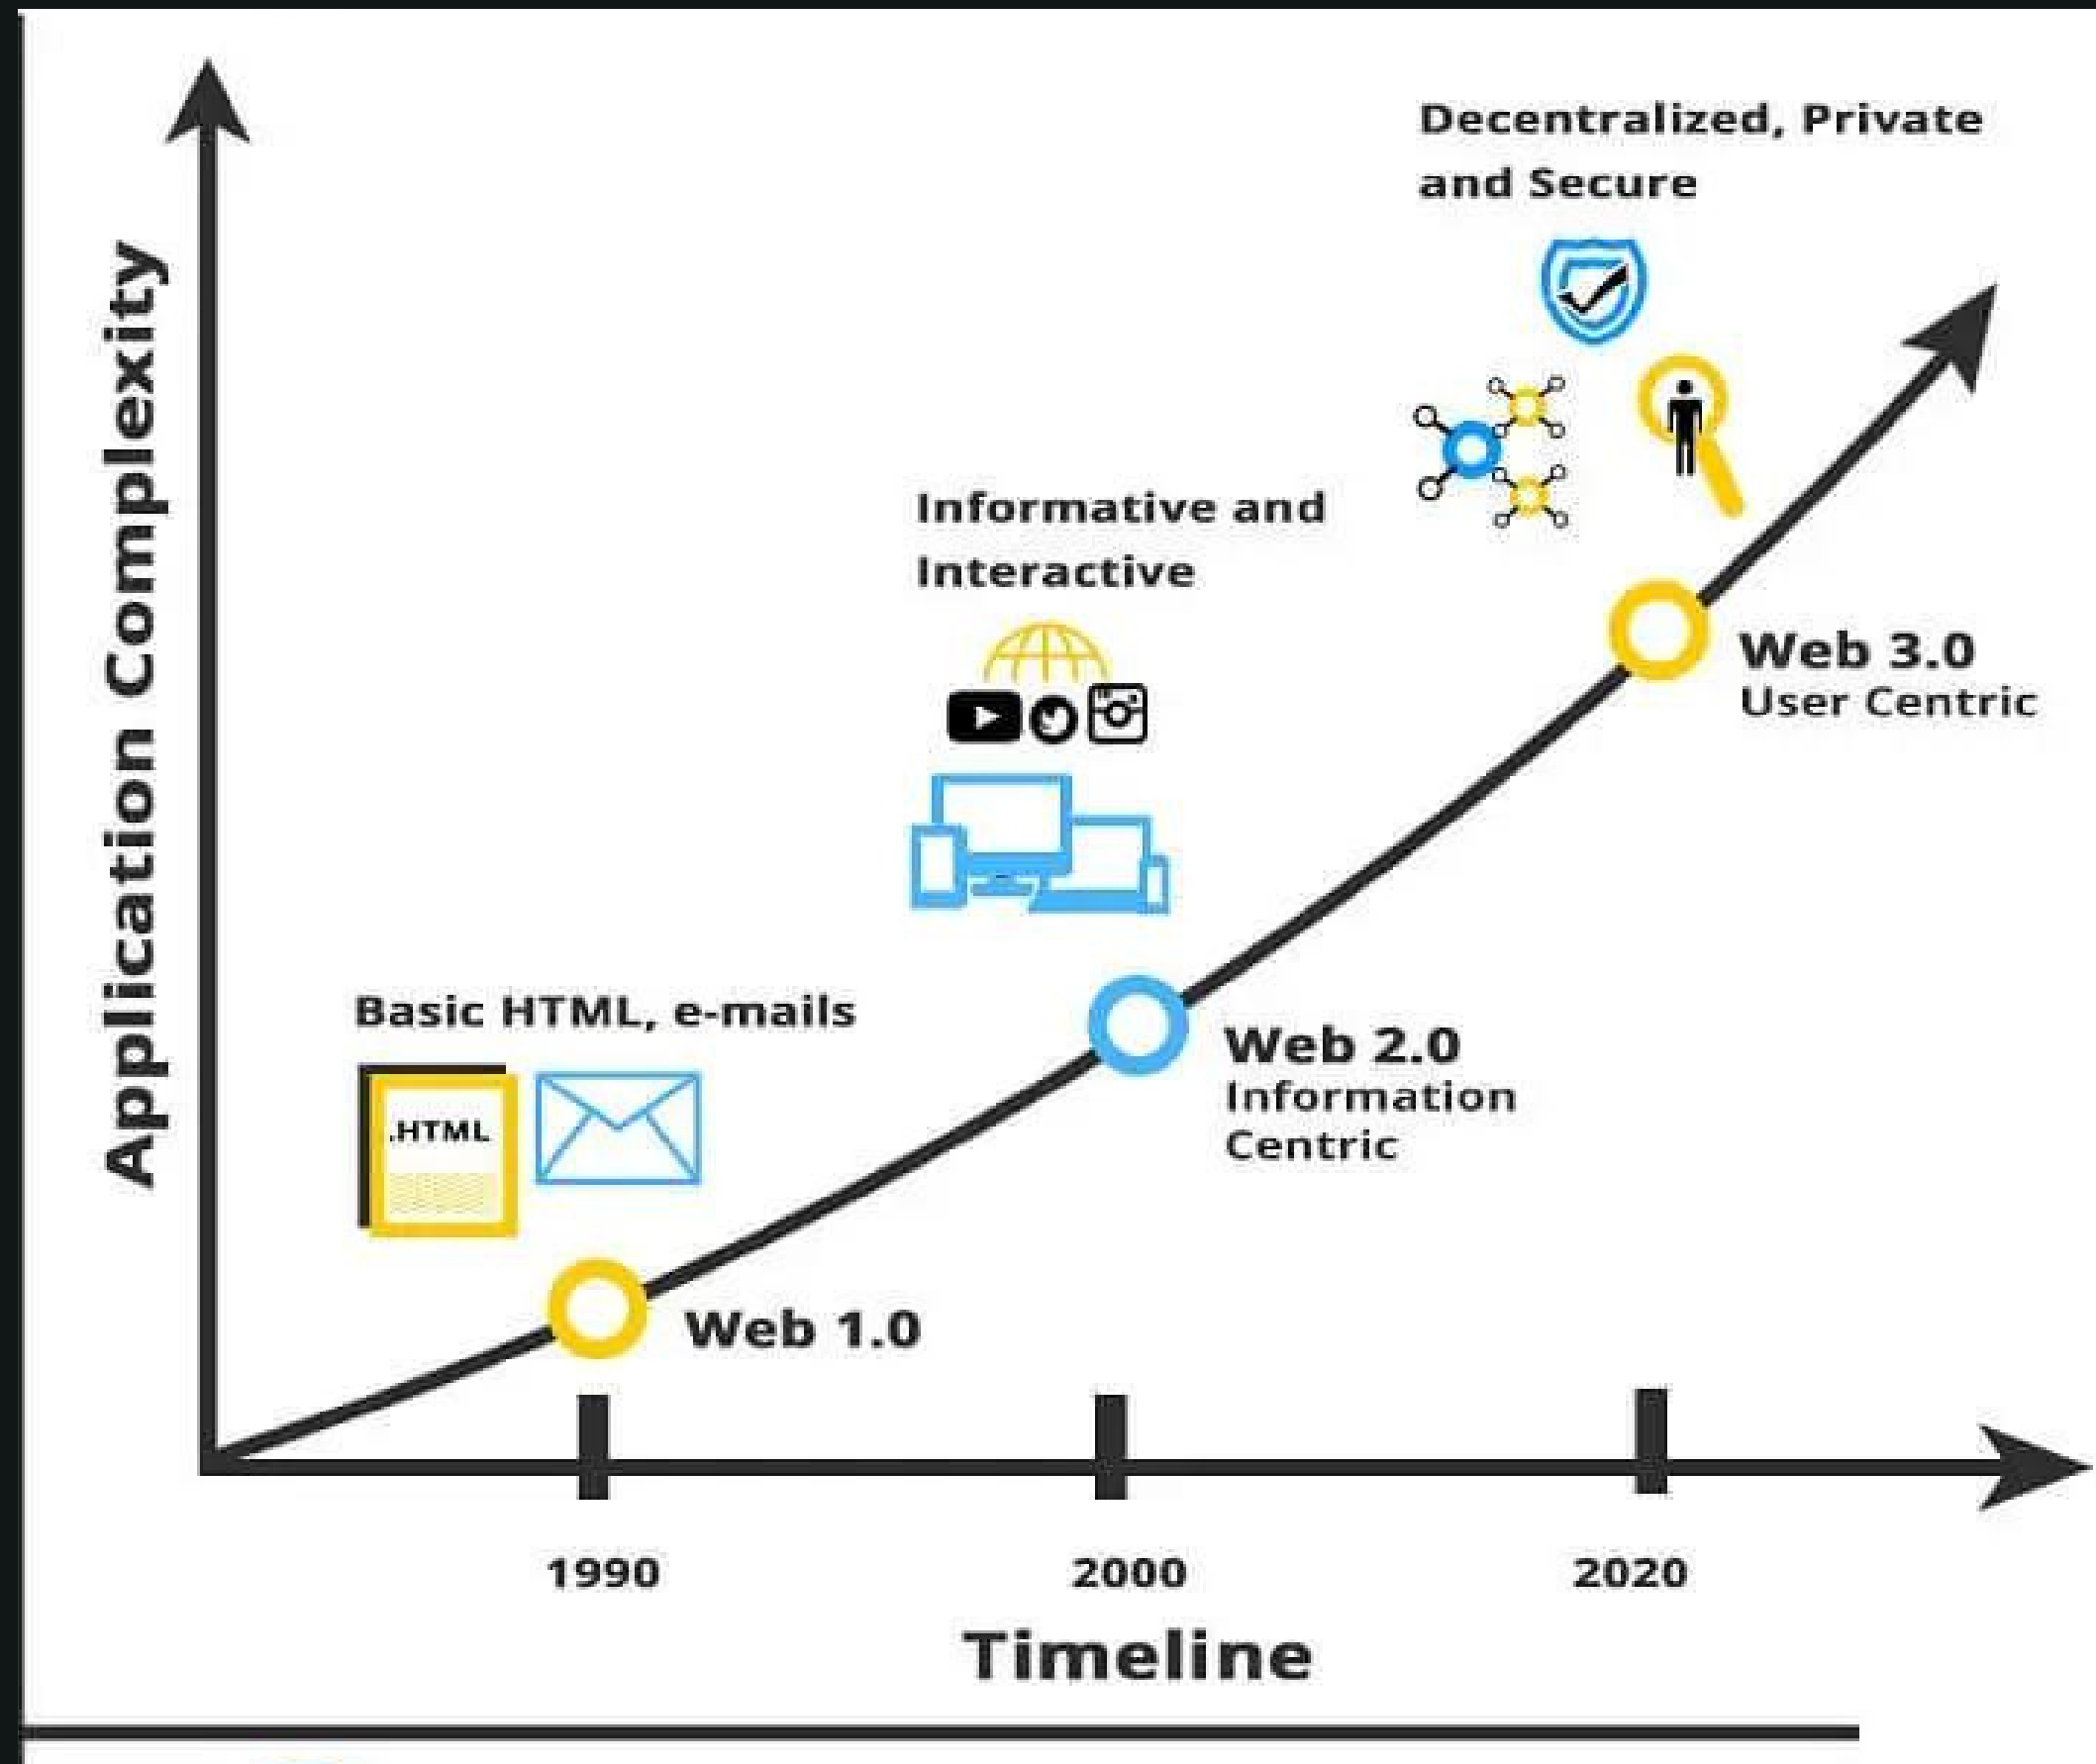 Decentralized, Private
and Secure
Application Complexity
Informative and
Interactive
Web 3.0
User Centric
Basic HTML, e-mails
.HTML
Web 2.0
Information
Centric
Web 1.0
1990
2000
2020
Timeline